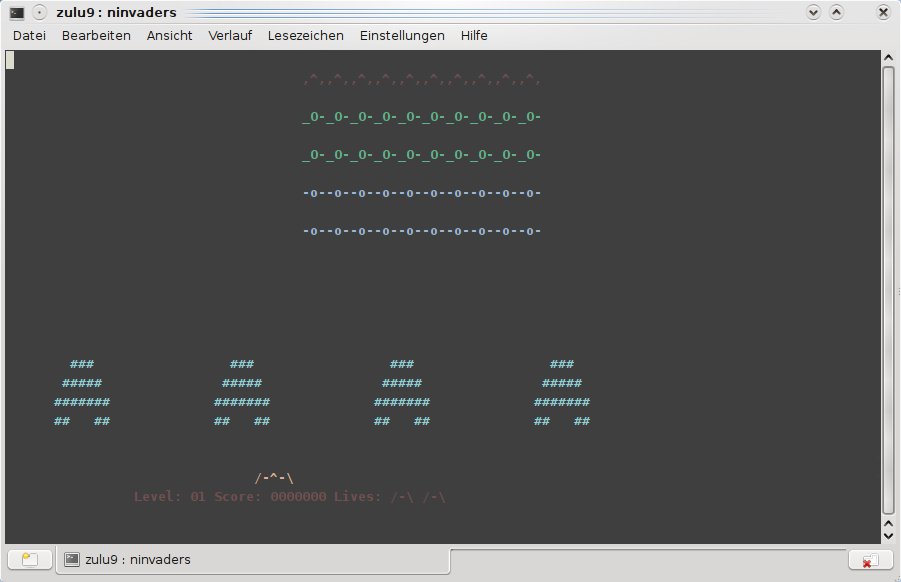 zulu9 : ninvaders
Datei Bearbeiten Ansicht Verlauf Lesezeichen Einstellungen Hilfe
,^,,^,,^,,^,,^,,^,,^,,^,,^,,^,
_O-_O-_O-_O-_O-_O-_O-_O-_O-_O-
_O-_O-_O-_O-_O-_O-_O-_O-_O-_O-
-o--o--o--o--o--o--o--o--o--o-
-o--o--o--o--o--o--o--o--o--o-
###                 ###                 ###                 ###
#####               #####               #####               #####
#######             #######             #######             #######
##   ##             ##   ##             ##   ##             ##   ##
/-^-\
Level: 01 Score: 0000000 Lives: /-\ /-\
zulu9 : ninvaders